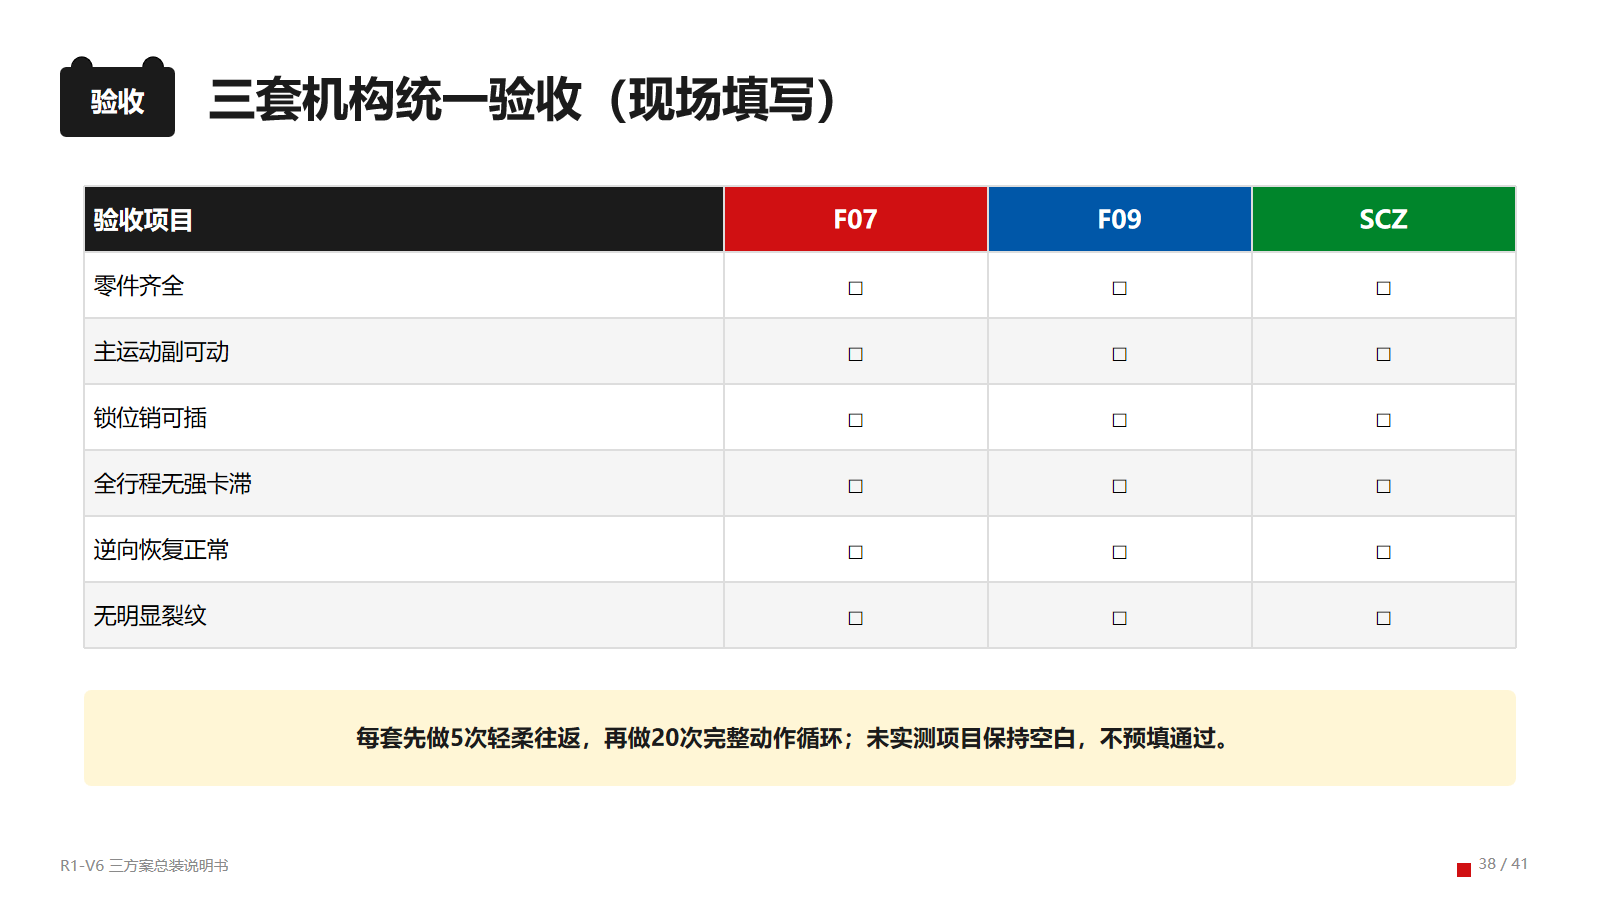 验收
三套机构统一验收（现场填写）
验收项目 F07 F09 SCZ
零件齐全 □ □ □
主运动副可动 □ □ □
锁位销可插 □ □ □
全行程无强卡滞 □ □ □
逆向恢复正常 □ □ □
无明显裂纹 □ □ □
每套先做5次轻柔往返，再做20次完整动作循环；未实测项目保持空白，不预填通过。
R1-V6 三方案总装说明书
38 / 41